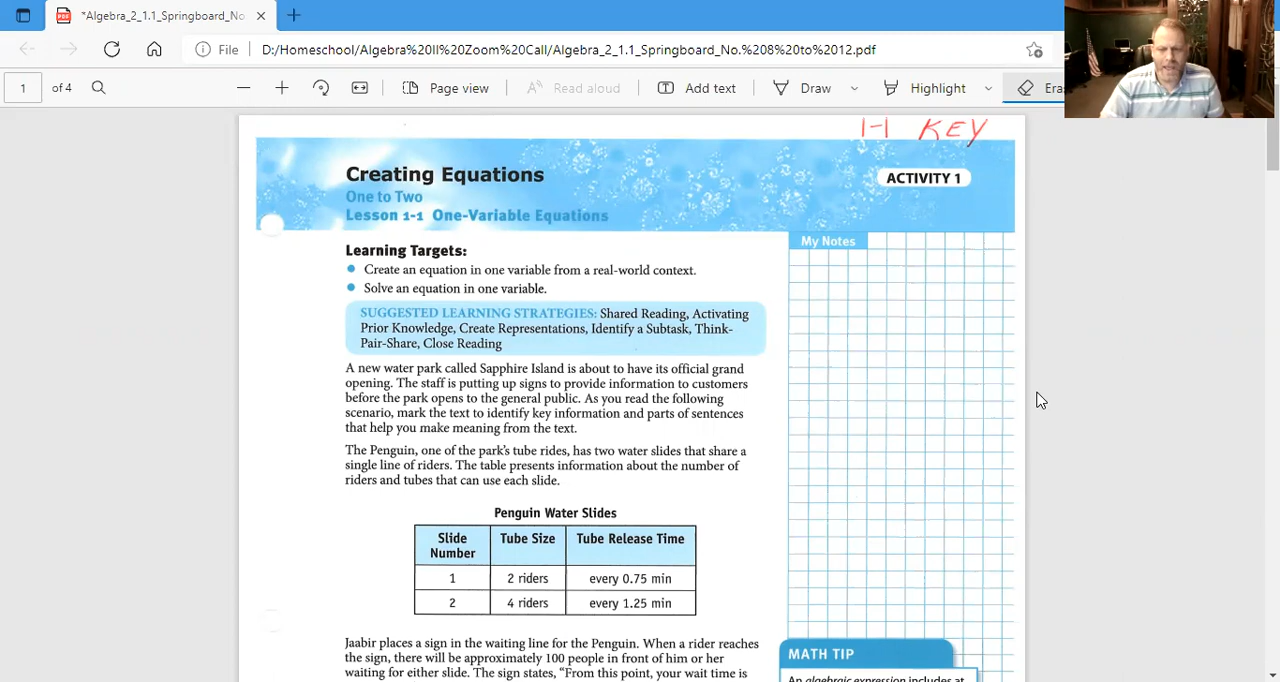 *Algebra_2_1.1_Springboard_No
File D:/Homeschool/Algebra%20II%20Zoom%20Call/Algebra_2_1.1_Springboard_No.%208%20to%2012.pdf
1 of 4 Page view Read aloud Add text Draw Highlight Eras
1-1 KEY
Creating Equations
ACTIVITY 1
One to Two
Lesson 1-1 One-Variable Equations
My Notes
Learning Targets:
Create an equation in one variable from a real-world context.
Solve an equation in one variable.
SUGGESTED LEARNING STRATEGIES: Shared Reading, Activating
Prior Knowledge, Create Representations, Identify a Subtask, Think-
Pair-Share, Close Reading
A new water park called Sapphire Island is about to have its official grand
opening. The staff is putting up signs to provide information to customers
before the park opens to the general public. As you read the following
scenario, mark the text to identify key information and parts of sentences
that help you make meaning from the text.
The Penguin, one of the park's tube rides, has two water slides that share a
single line of riders. The table presents information about the number of
riders and tubes that can use each slide.
Penguin Water Slides
Slide Number Tube Size Tube Release Time
1 2 riders every 0.75 min
2 4 riders every 1.25 min
Jaabir places a sign in the waiting line for the Penguin. When a rider reaches
the sign, there will be approximately 100 people in front of him or her
waiting for either slide. The sign states, "From this point, your wait time is
MATH TIP
An algebraic expression includes at